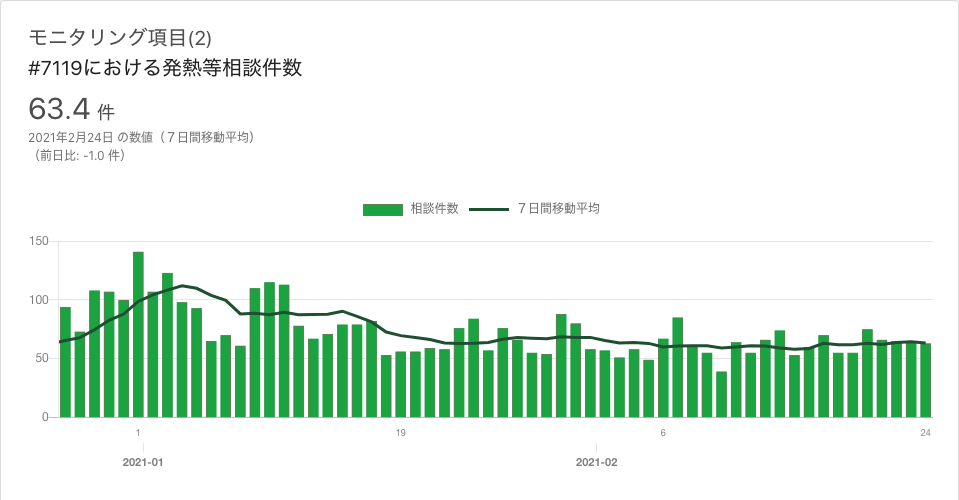 モニタリング項目(2)
#7119における発熱等相談件数
63.4 件
2021年2月24日 の数値（７日間移動平均）
（前日比: -1.0 件）
相談件数 ７日間移動平均
150
100
50
0
1 19 6 24
2021-01 2021-02